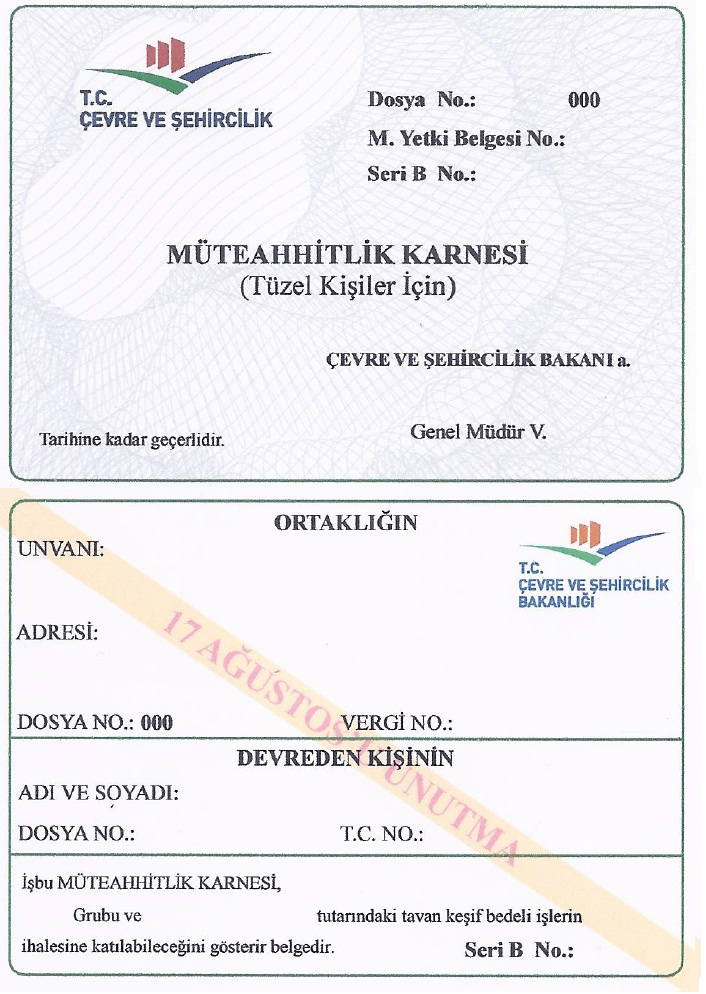 T.C.
ÇEVRE VE ŞEHİRCİLİK
Dosya No.: 000
M. Yetki Belgesi No.:
Seri B No.:
MÜTEAHHİTLİK KARNESİ
(Tüzel Kişiler İçin)
ÇEVRE VE ŞEHİRCİLİK BAKANI a.
Tarihine kadar geçerlidir.
Genel Müdür V.
ORTAKLIĞIN
UNVANI:
T.C.
ÇEVRE VE ŞEHİRCİLİK
BAKANLIĞI
ADRESİ:
17 AĞUSTOS'U UNUTMA
DOSYA NO.: 000 VERGİ NO.:
DEVREDEN KİŞİNİN
ADI VE SOYADI:
DOSYA NO.: T.C. NO.:
İşbu MÜTEAHHİTLİK KARNESİ,
Grubu ve tutarındaki tavan keşif bedeli işlerin
ihalesine katılabileceğini gösterir belgedir.
Seri B No.: